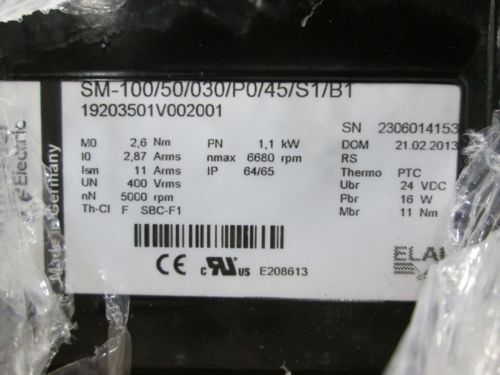 SM-100/50/030/P0/45/S1/B1
19203501V002001
SN 2306014153
M0 2,6 Nm PN 1,1 kW DOM 21.02.2013
I0 2,87 Arms nmax 6680 rpm RS
Ism 11 Arms IP 64/65 Thermo PTC
UN 400 Vrms Ubr 24 VDC
nN 5000 rpm Pbr 16 W
Th-Cl F SBC-F1 Mbr 11 Nm
CE c RU us E208613
ELAU
Electric
Made in Germany